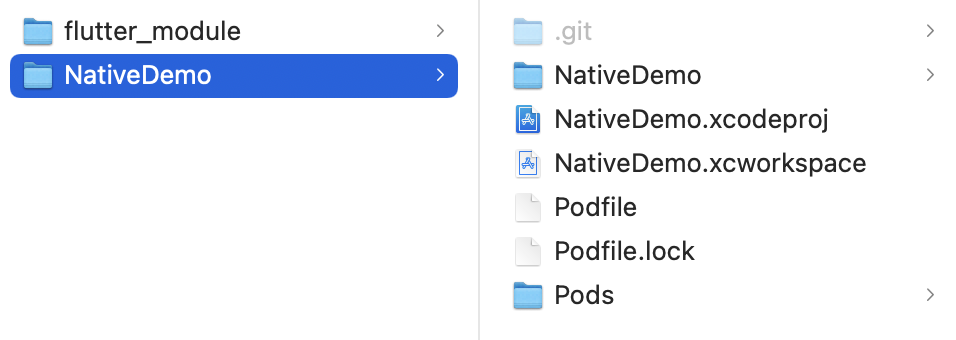 flutter_module
NativeDemo
.git
NativeDemo
NativeDemo.xcodeproj
NativeDemo.xcworkspace
Podfile
Podfile.lock
Pods